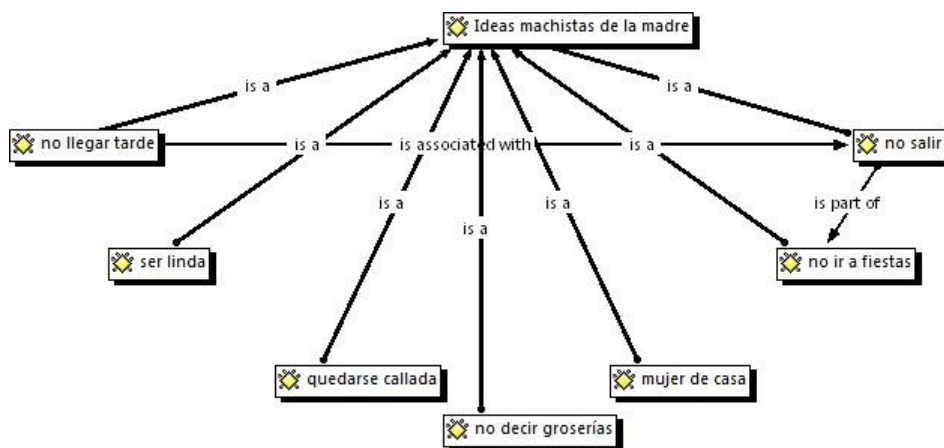 Ideas machistas de la madre
is a
is a
no llegar tarde
is a
is associated with
is a
no salir
is a
is a
is part of
is a
ser linda
no ir a fiestas
quedarse callada
mujer de casa
no decir groserías